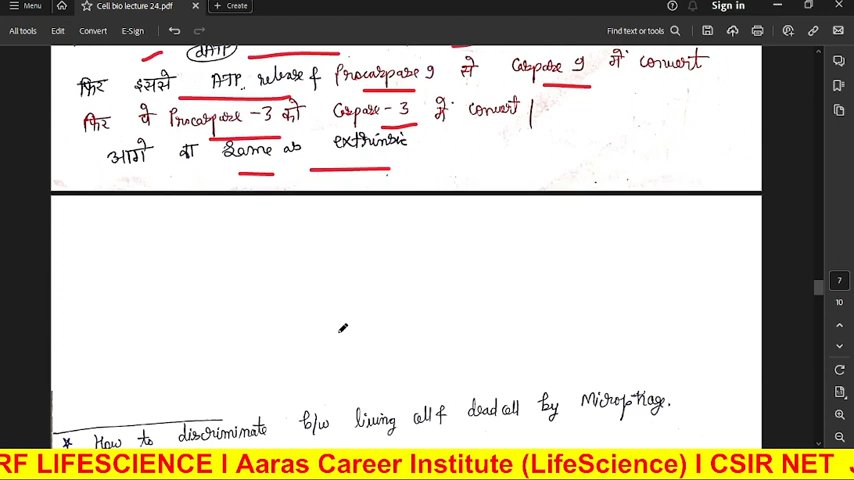 Menu
Cell bio lecture 24.pdf
Create
Sign in
All tools
Edit
Convert
E-Sign
Find text or tools
dATP
फिर इससे ATP release & Procaspase 9 से Caspase 9 में convert
फिर ये Procaspase-3 को Caspase-3 में convert |
आगे का Same as extrinsic
* How to discriminate b/w living cell & dead cell by Microphage.
7
10
RF LIFESCIENCE I Aaras Career Institute (LifeScience) I CSIR NET J